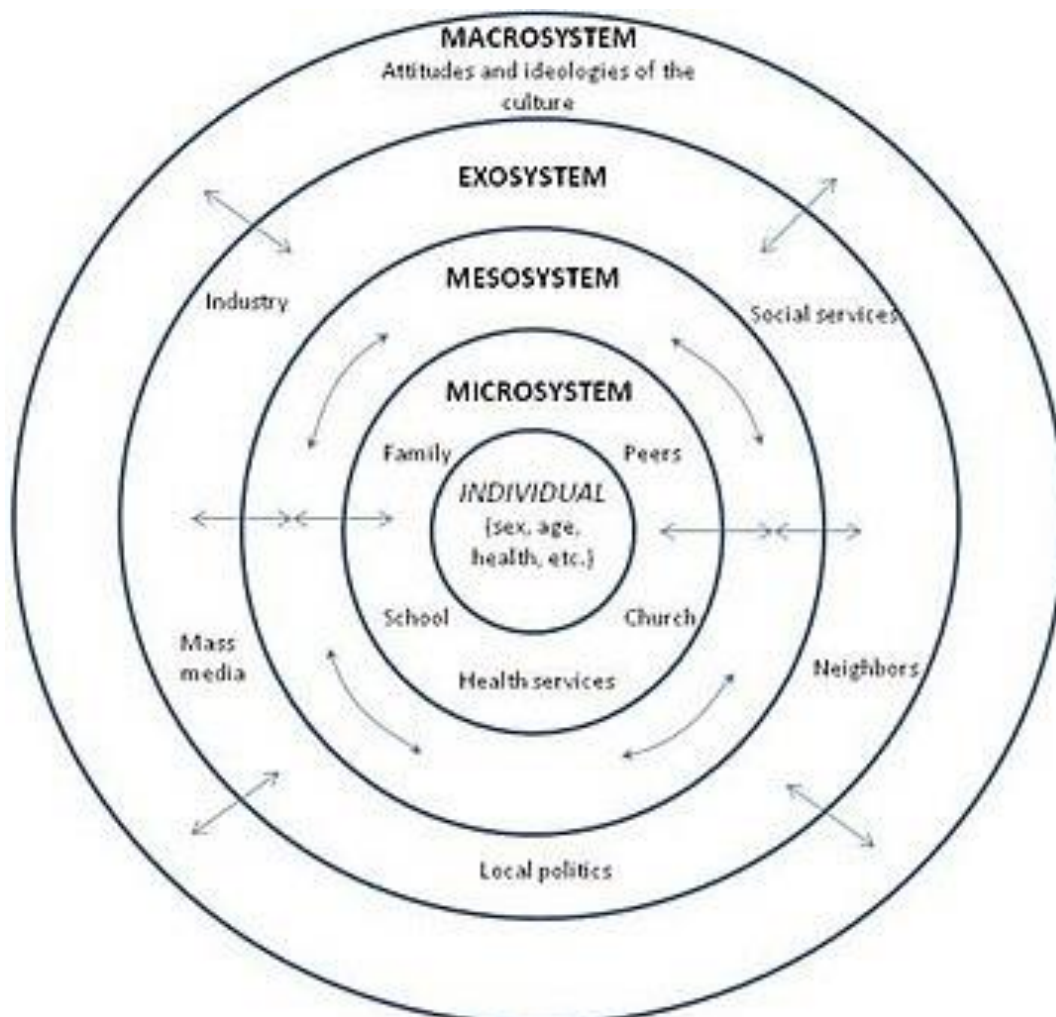 MACROSYSTEM
Attitudes and ideologies of the
culture
EXOSYSTEM
MESOSYSTEM
Industry
Social services
MICROSYSTEM
Family
Peers
INDIVIDUAL
(sex, age,
health, etc.)
School
Church
Mass
media
Health services
Neighbors
Local politics